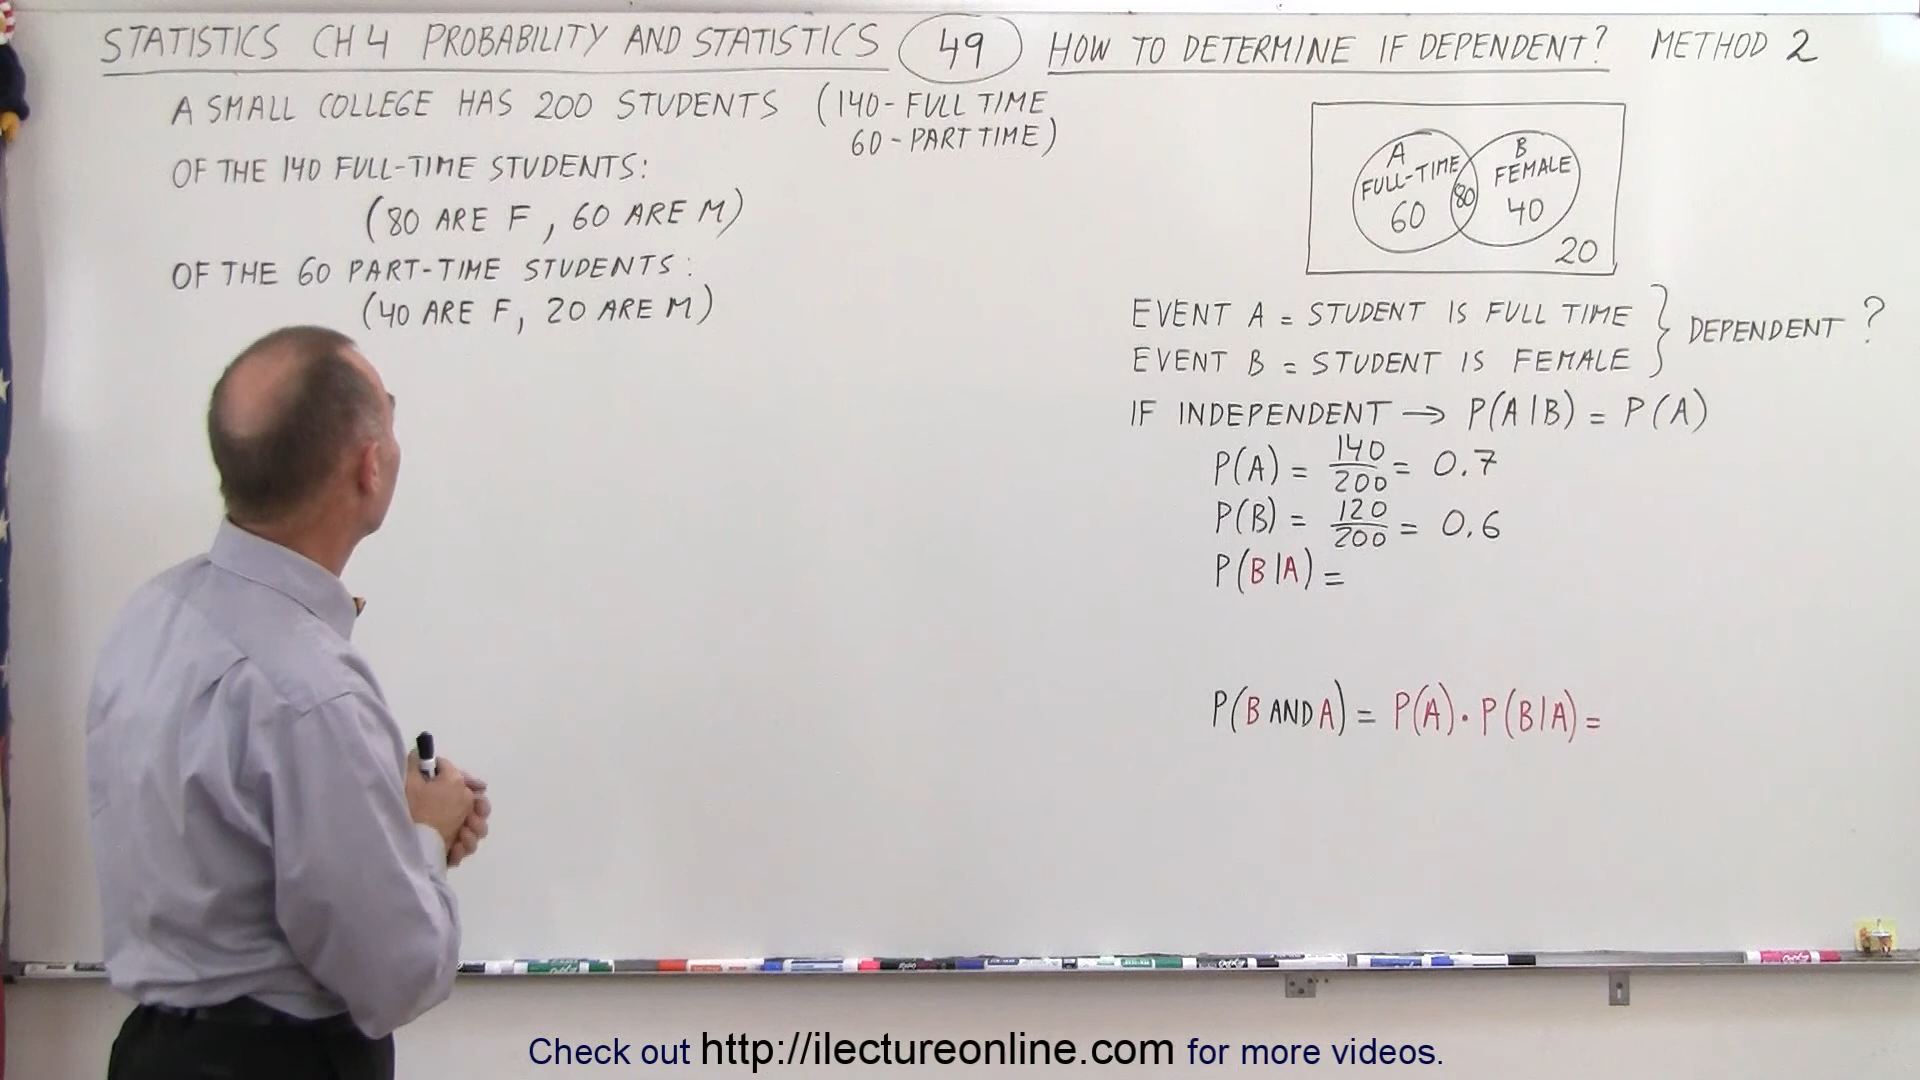 STATISTICS CH 4 PROBABILITY AND STATISTICS 49 HOW TO DETERMINE IF DEPENDENT? METHOD 2
A SMALL COLLEGE HAS 200 STUDENTS (140 - FULL TIME
60 - PART TIME)
OF THE 140 FULL-TIME STUDENTS:
(80 ARE F, 60 ARE M)
OF THE 60 PART-TIME STUDENTS:
(40 ARE F, 20 ARE M)
A
FULL-TIME
60
80
B
FEMALE
40
20
EVENT A = STUDENT IS FULL TIME
EVENT B = STUDENT IS FEMALE
} DEPENDENT ?
IF INDEPENDENT → P(A|B) = P(A)
P(A) = 140/200 = 0.7
P(B) = 120/200 = 0.6
P(B|A) =
P(B AND A) = P(A) · P(B|A) =
Check out http://ilectureonline.com for more videos.